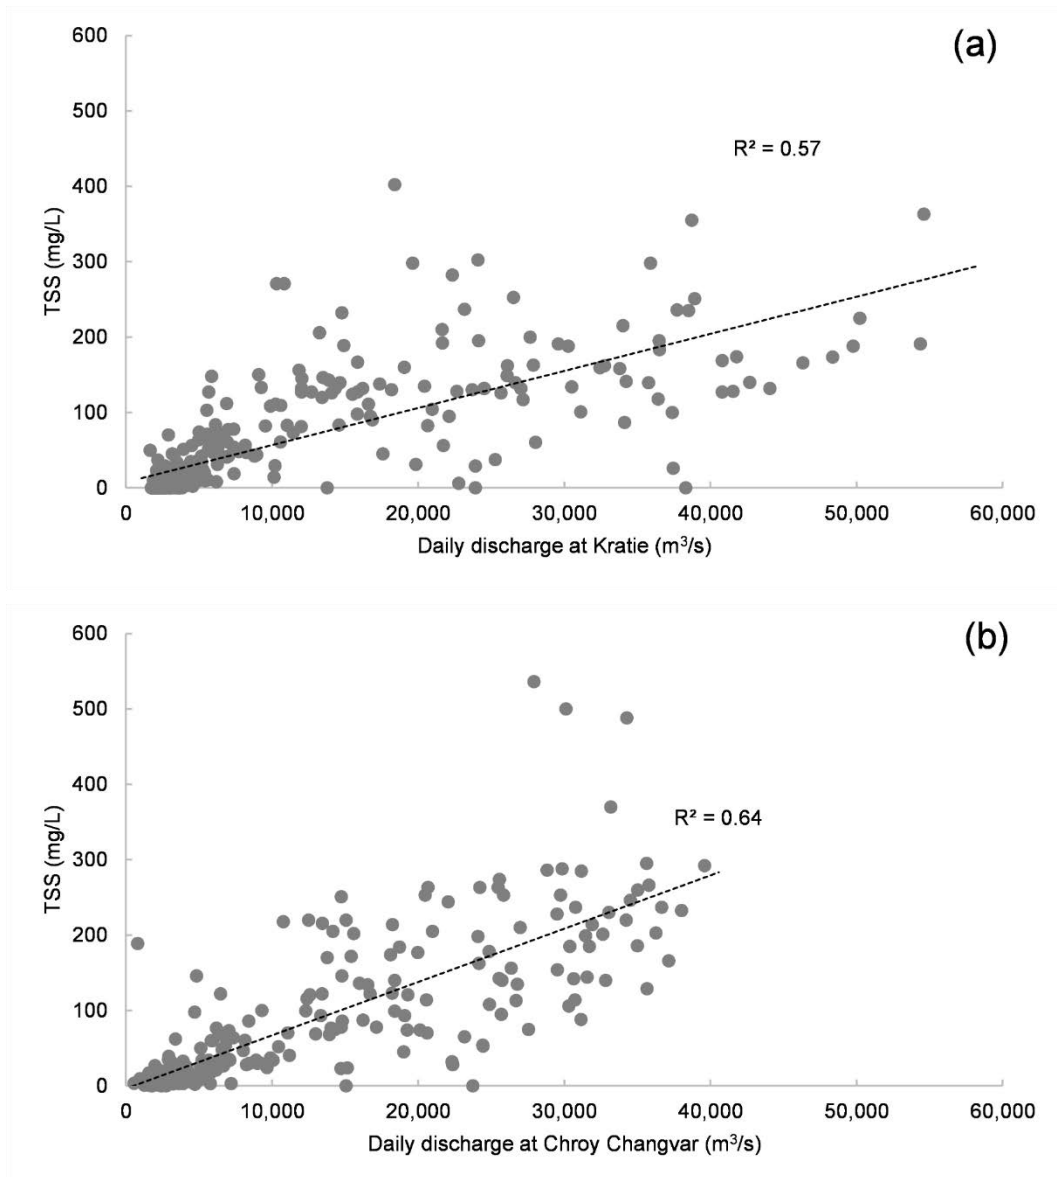 (a)
600
500
400
300
200
100
0
TSS (mg/L)
R² = 0.57
0 10,000 20,000 30,000 40,000 50,000 60,000
Daily discharge at Kratie (m³/s)
(b)
600
500
400
300
200
100
0
TSS (mg/L)
R² = 0.64
0 10,000 20,000 30,000 40,000 50,000 60,000
Daily discharge at Chroy Changvar (m³/s)